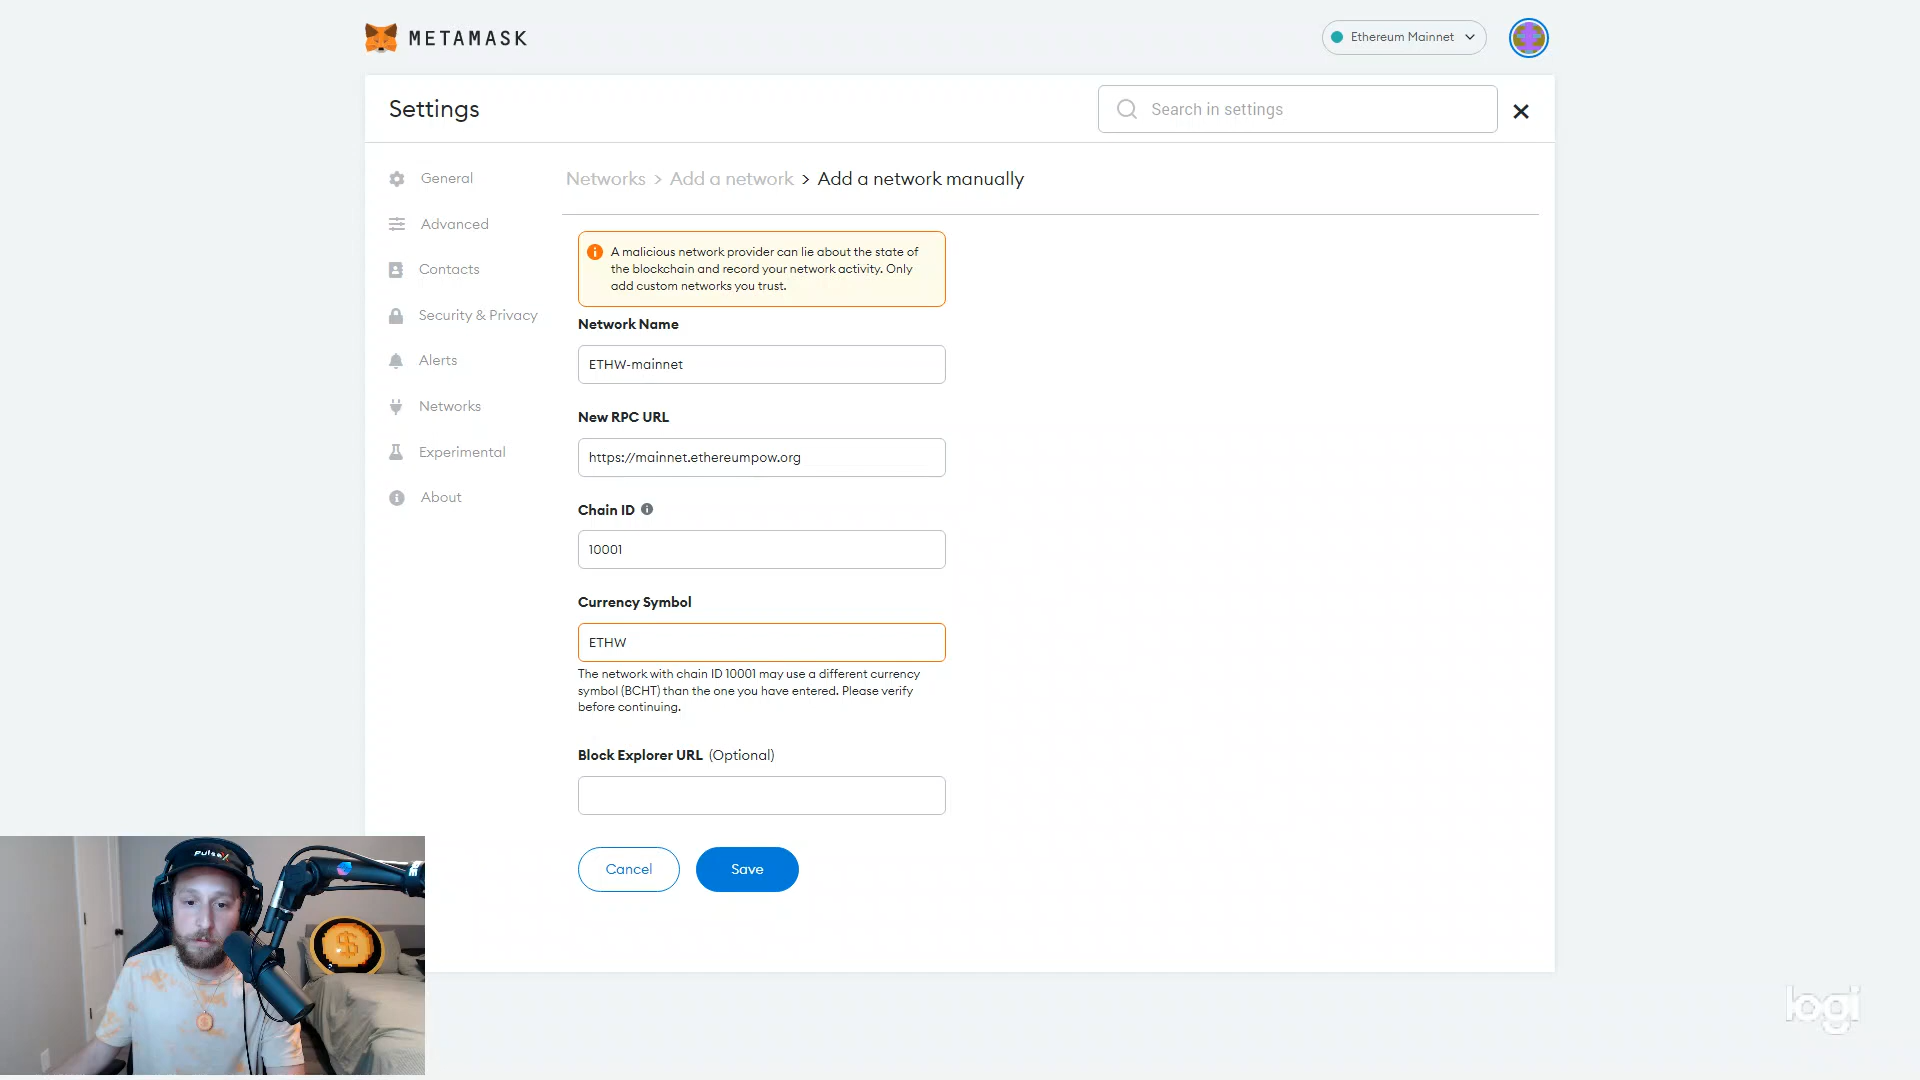 METAMASK
Ethereum Mainnet
Settings
Search in settings
General
Advanced
Contacts
Security & Privacy
Alerts
Networks
Experimental
About
Networks > Add a network > Add a network manually
A malicious network provider can lie about the state of
the blockchain and record your network activity. Only
add custom networks you trust.
Network Name
ETHW-mainnet
New RPC URL
https://mainnet.ethereumpow.org
Chain ID
10001
Currency Symbol
ETHW
The network with chain ID 10001 may use a different currency
symbol (BCHT) than the one you have entered. Please verify
before continuing.
Block Explorer URL (Optional)
Cancel
Save
PulseX
logi